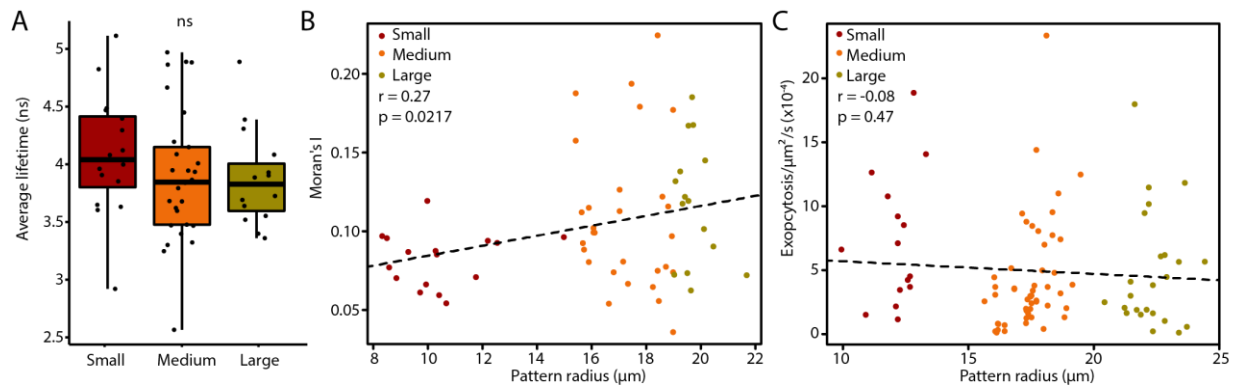 A
ns
Average lifetime (ns)
5
4.5
4
3.5
3
2.5
Small
Medium
Large
B
Small
Medium
Large
r = 0.27
p = 0.0217
Moran's I
0.20
0.15
0.10
0.05
8
10
12
14
16
18
20
22
Pattern radius (μm)
C
Small
Medium
Large
r = -0.08
p = 0.47
Exopcytosis/μm²/s (x10⁻⁴)
20
15
10
5
0
10
15
20
25
Pattern radius (μm)